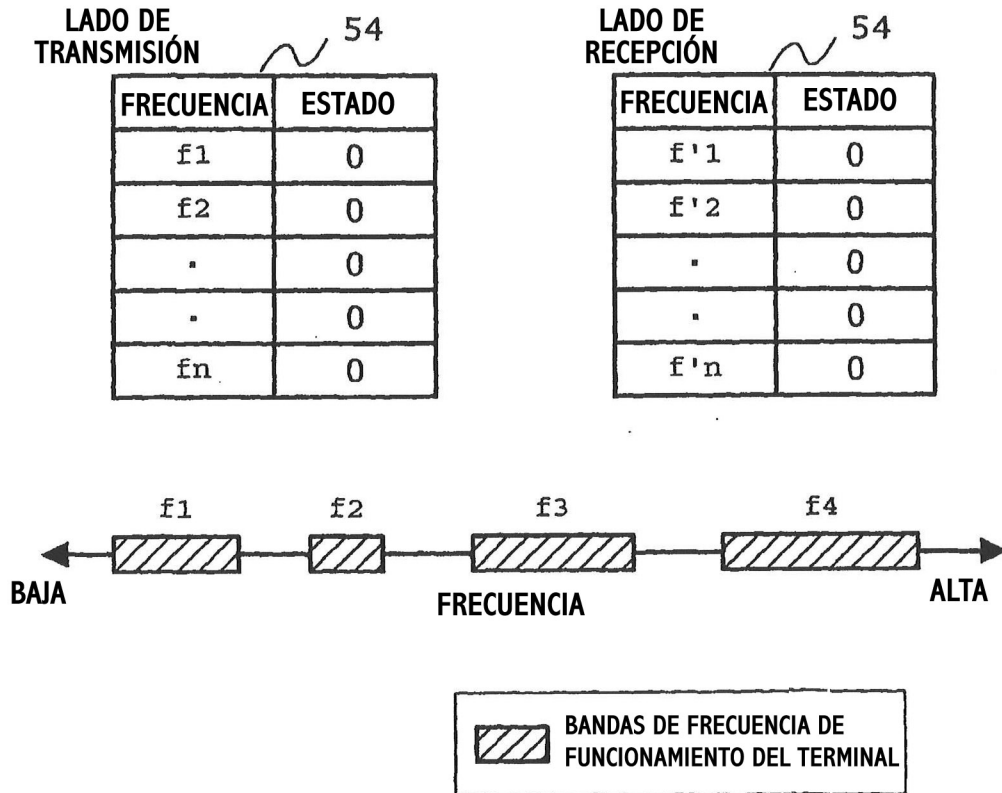 LADO DE
TRANSMISIÓN
54
FRECUENCIA ESTADO
f1 0
f2 0
. 0
. 0
fn 0
LADO DE
RECEPCIÓN
54
FRECUENCIA ESTADO
f'1 0
f'2 0
. 0
. 0
f'n 0
f1 f2 f3 f4
BAJA FRECUENCIA ALTA
BANDAS DE FRECUENCIA DE
FUNCIONAMIENTO DEL TERMINAL